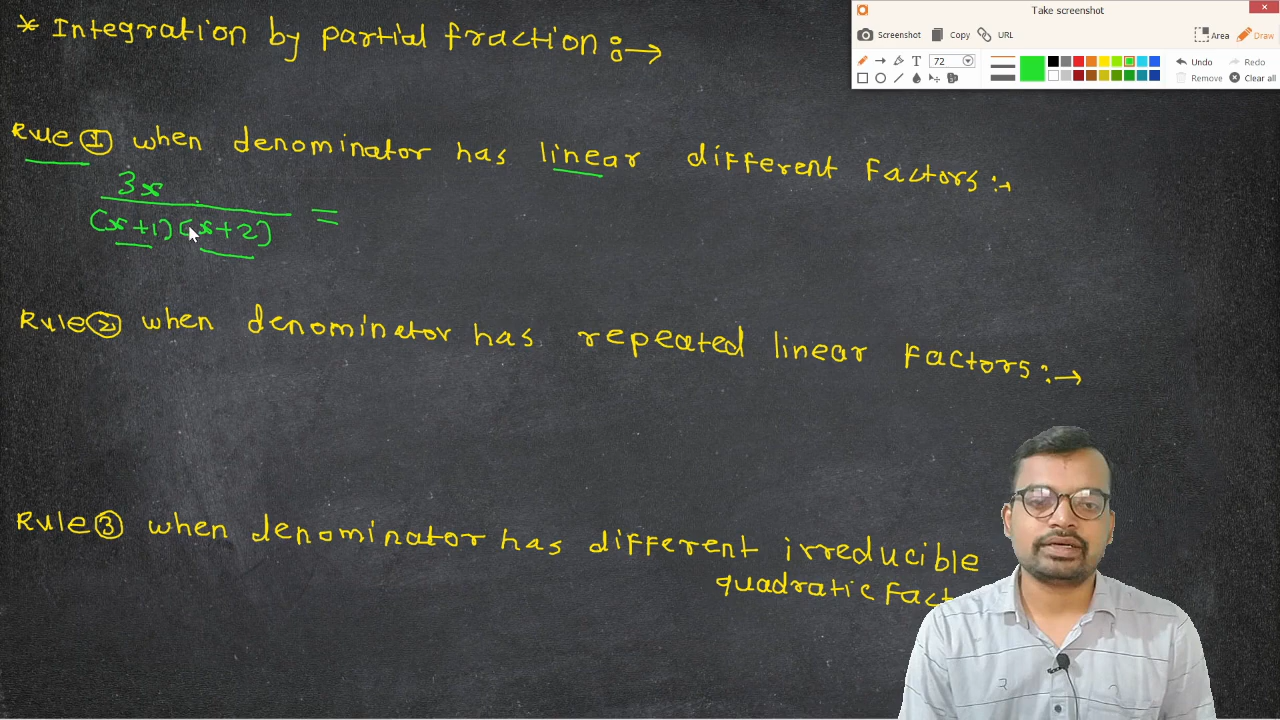 * Integration by partial fraction :→
Take screenshot
Screenshot Copy URL Area Draw
T 72 Undo Redo
Remove Clear all
Rule ① when denominator has linear different factors :→
3x
(x+1)(x+2) =
Rule ② when denominator has repeated linear factors :→
Rule ③ when denominator has different irreducible
quadratic